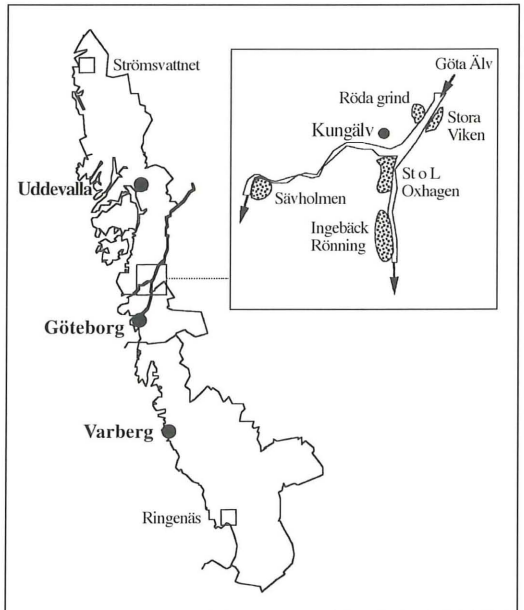 Strömsvattnet
Uddevalla
Göteborg
Varberg
Ringenäs
Göta Älv
Röda grind
Kungälv
Stora
Viken
St o L
Oxhagen
Sävholmen
Ingebäck
Rönning